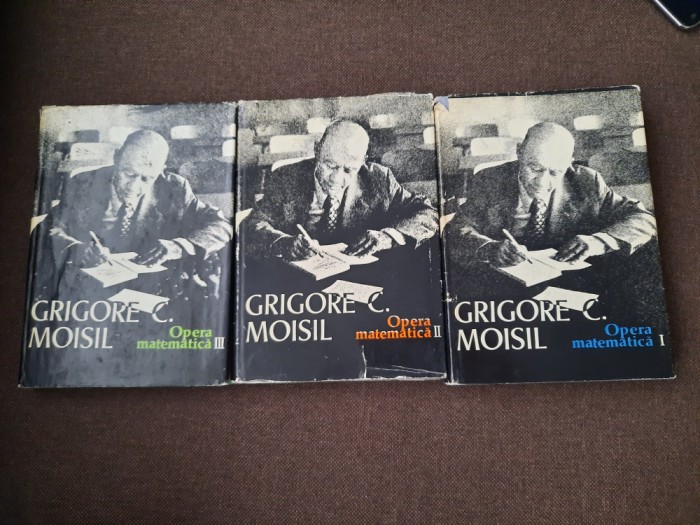 GRIGORE C.
MOISIL
Opera
matematică III
GRIGORE C.
MOISIL
Opera
matematică II
GRIGORE C.
MOISIL
Opera
matematică I